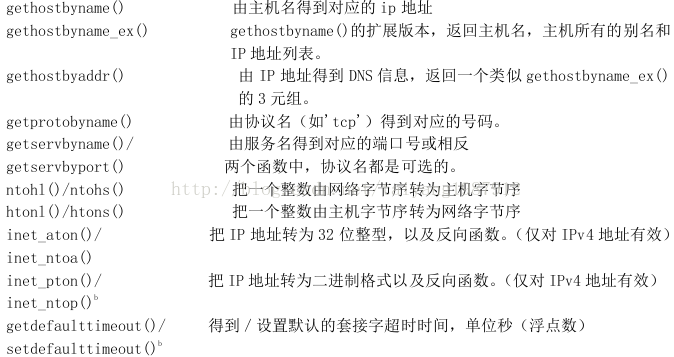 gethostbyname() 由主机名得到对应的 ip 地址
gethostbyname_ex() gethostbyname()的扩展版本，返回主机名，主机所有的别名和
IP 地址列表。
gethostbyaddr() 由 IP 地址得到 DNS 信息，返回一个类似 gethostbyname_ex()
的 3 元组。
getprotobyname() 由协议名（如'tcp'）得到对应的号码。
getservbyname()/ 由服务名得到对应的端口号或相反
getservbyport() 两个函数中，协议名都是可选的。
ntohl()/ntohs() 把一个整数由网络字节序转为主机字节序
htonl()/htons() 把一个整数由主机字节序转为网络字节序
inet_aton()/ 把 IP 地址转为 32 位整型，以及反向函数。（仅对 IPv4 地址有效）
inet_ntoa()
inet_pton()/ 把 IP 地址转为二进制格式以及反向函数。（仅对 IPv4 地址有效）
inet_ntop()ᵇ
getdefaulttimeout()/ 得到／设置默认的套接字超时时间，单位秒（浮点数）
setdefaulttimeout()ᵇ